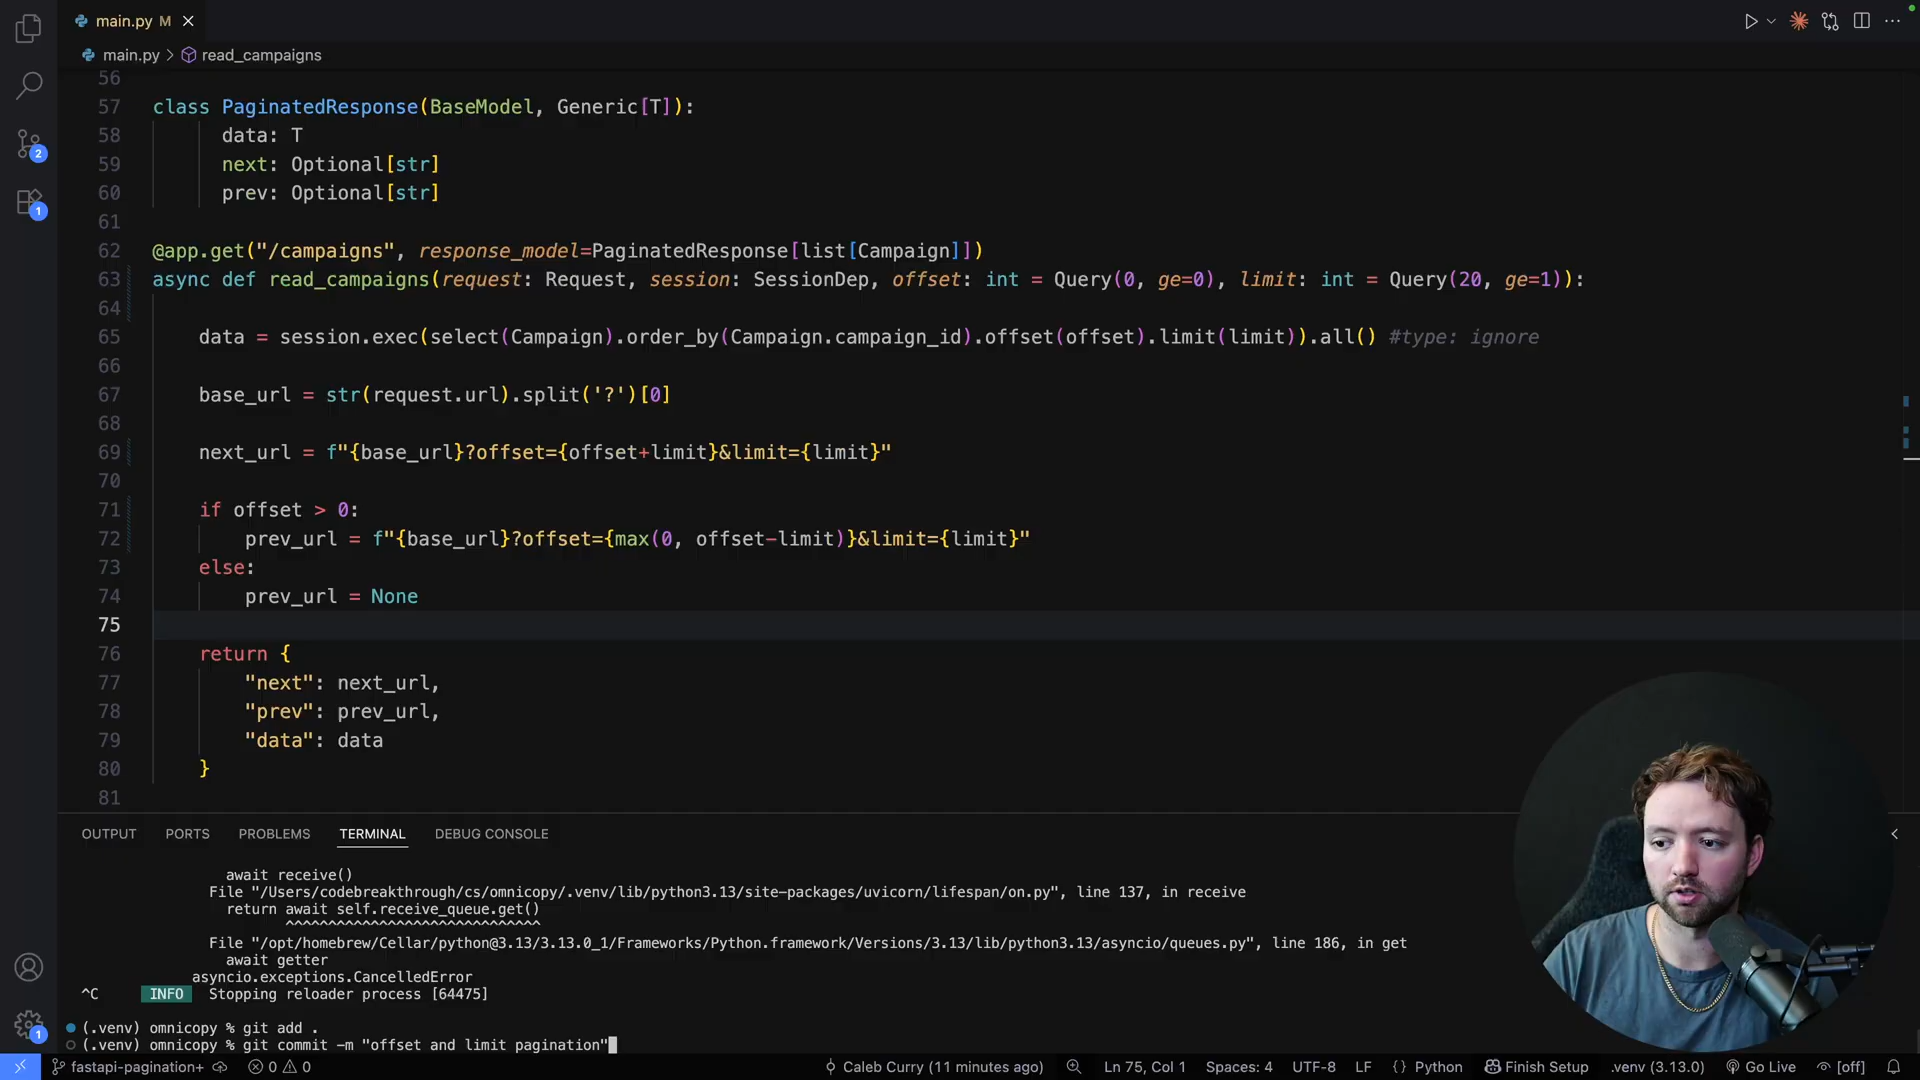 main.py M
main.py > read_campaigns
56
57 class PaginatedResponse(BaseModel, Generic[T]):
58 data: T
59 next: Optional[str]
60 prev: Optional[str]
61
62 @app.get("/campaigns", response_model=PaginatedResponse[list[Campaign]])
63 async def read_campaigns(request: Request, session: SessionDep, offset: int = Query(0, ge=0), limit: int = Query(20, ge=1)):
64
65 data = session.exec(select(Campaign).order_by(Campaign.campaign_id).offset(offset).limit(limit)).all() #type: ignore
66
67 base_url = str(request.url).split('?')[0]
68
69 next_url = f"{base_url}?offset={offset+limit}&limit={limit}"
70
71 if offset > 0:
72 prev_url = f"{base_url}?offset={max(0, offset-limit)}&limit={limit}"
73 else:
74 prev_url = None
75
76 return {
77 "next": next_url,
78 "prev": prev_url,
79 "data": data
80 }
81
2
1
1
OUTPUT PORTS PROBLEMS TERMINAL DEBUG CONSOLE
await receive()
File "/Users/codebreakthrough/cs/omnicopy/.venv/lib/python3.13/site-packages/uvicorn/lifespan/on.py", line 137, in receive
return await self.receive_queue.get()
^^^^^^^^^^^^^^^^^^^^^^^^^^^^^^
File "/opt/homebrew/Cellar/python@3.13/3.13.0_1/Frameworks/Python.framework/Versions/3.13/lib/python3.13/asyncio/queues.py", line 186, in get
await getter
asyncio.exceptions.CancelledError
^C INFO Stopping reloader process [64475]
(.venv) omnicopy % git add .
(.venv) omnicopy % git commit -m "offset and limit pagination"
fastapi-pagination+ 0 0 Caleb Curry (11 minutes ago) Ln 75, Col 1 Spaces: 4 UTF-8 LF {} Python Finish Setup .venv (3.13.0) Go Live [off]